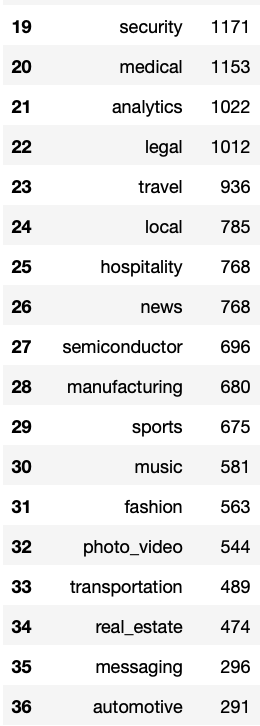 19 security 1171
20 medical 1153
21 analytics 1022
22 legal 1012
23 travel 936
24 local 785
25 hospitality 768
26 news 768
27 semiconductor 696
28 manufacturing 680
29 sports 675
30 music 581
31 fashion 563
32 photo_video 544
33 transportation 489
34 real_estate 474
35 messaging 296
36 automotive 291